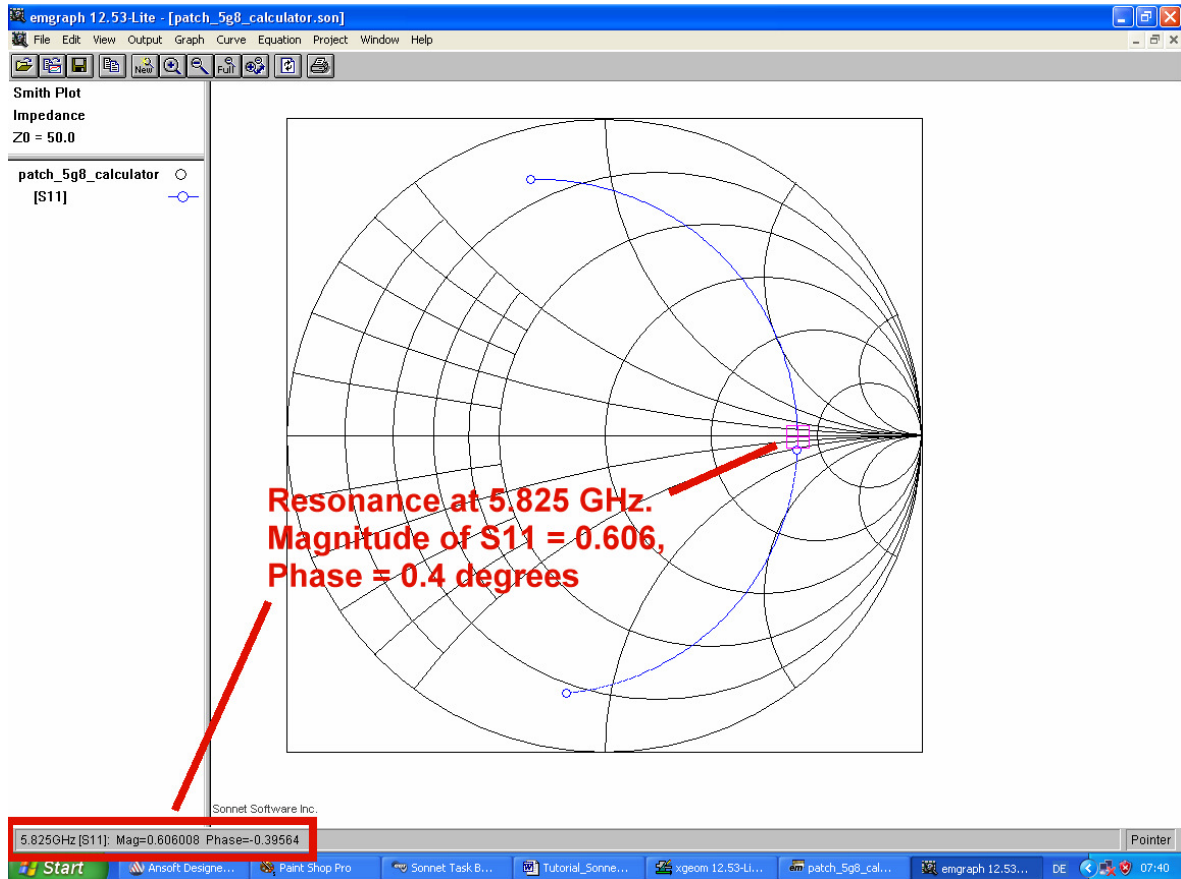 emgraph 12.53-Lite - [patch_5g8_calculator.son]
File Edit View Output Graph Curve Equation Project Window Help
New Full
Smith Plot
Impedance
Z0 = 50.0
patch_5g8_calculator
[S11]
Resonance at 5.825 GHz.
Magnitude of S11 = 0.606,
Phase = 0.4 degrees
Sonnet Software Inc.
5.825GHz [S11]: Mag=0.606008 Phase=-0.39564
Pointer
Start Ansoft Designe... Paint Shop Pro Sonnet Task B... Tutorial_Sonne... xgeom 12.53-Li... patch_5g8_cal... emgraph 12.53... DE 07:40